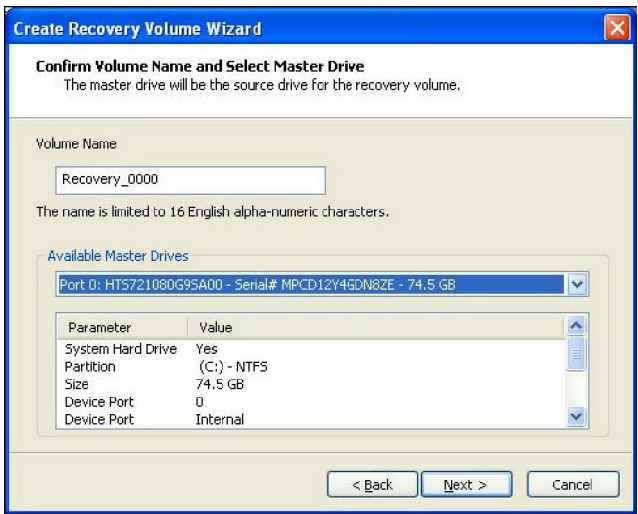 Create Recovery Volume Wizard
Confirm Volume Name and Select Master Drive
The master drive will be the source drive for the recovery volume.
Volume Name
Recovery_0000
The name is limited to 16 English alpha-numeric characters.
Available Master Drives
Port 0: HTS721080G9SA00 - Serial# MPCD12Y4GDN8ZE - 74.5 GB
Parameter Value
System Hard Drive Yes
Partition (C:) - NTFS
Size 74.5 GB
Device Port 0
Device Port Internal
< Back Next > Cancel